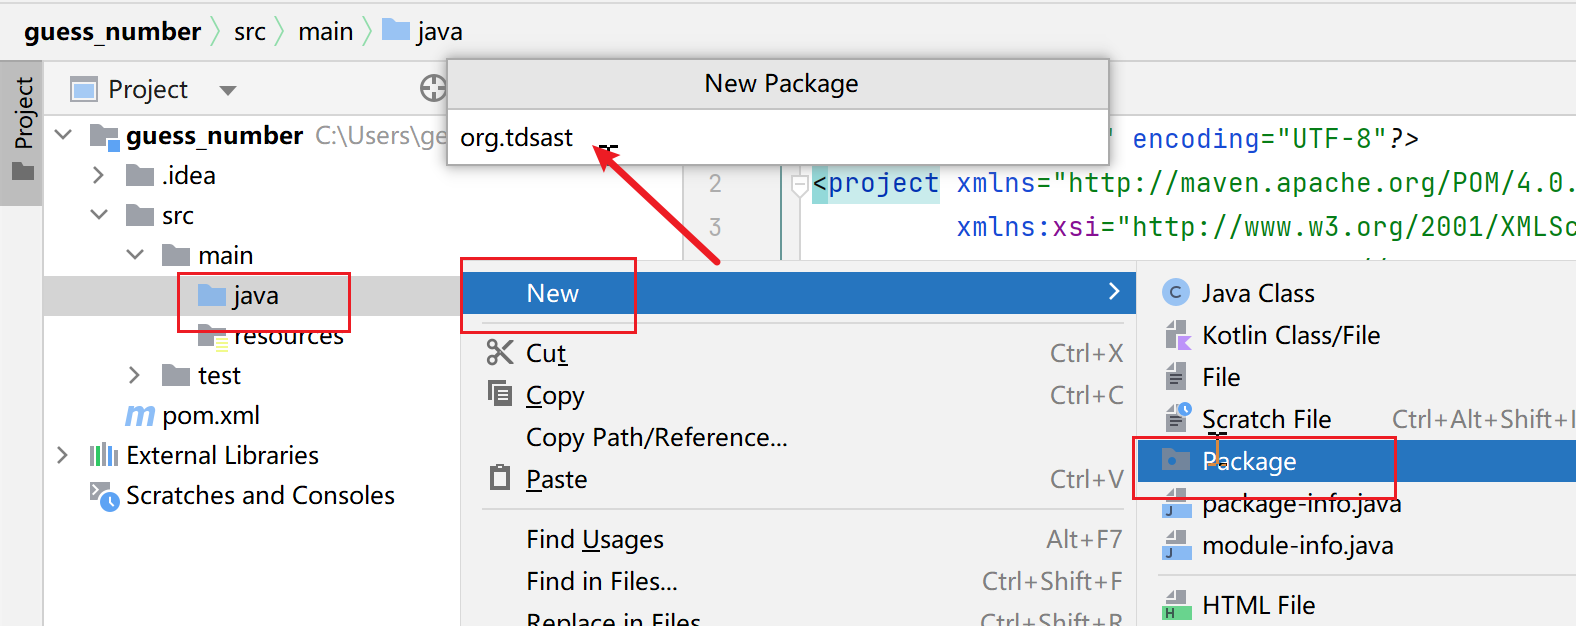 guess_number src main java
Project
Project
New Package
org.tdsast
guess_number C:\Users\ge
.idea
src
main
java
resources
test
pom.xml
External Libraries
Scratches and Consoles
" encoding="UTF-8"?>
2 <project xmlns="http://maven.apache.org/POM/4.0.
3 xmlns:xsi="http://www.w3.org/2001/XMLSc
New
Cut Ctrl+X
Copy Ctrl+C
Copy Path/Reference...
Paste Ctrl+V
Find Usages Alt+F7
Find in Files... Ctrl+Shift+F
Replace in Files Ctrl+Shift+R
Java Class
Kotlin Class/File
File
Scratch File Ctrl+Alt+Shift+I
Package
package-info.java
module-info.java
HTML File